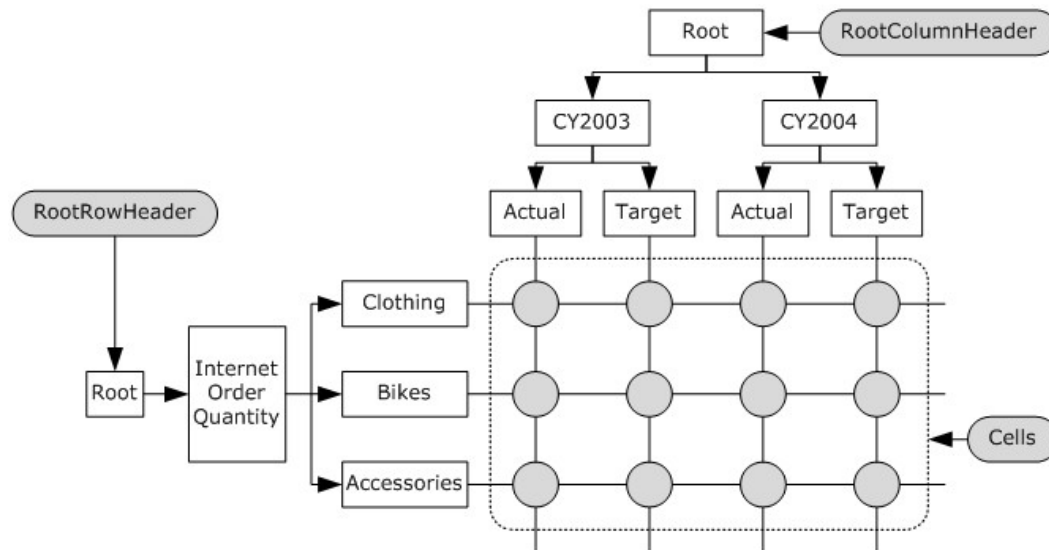 Root
RootColumnHeader
CY2003
CY2004
Actual
Target
Actual
Target
RootRowHeader
Clothing
Root
Internet
Order
Quantity
Bikes
Cells
Accessories